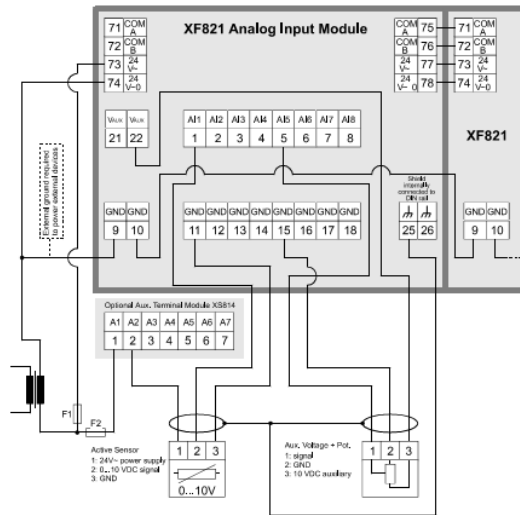 XF821 Analog Input Module
71 COM A
72 COM B
73 24 V~
74 24 V~0
COM A 75
COM B 76
24 V~ 77
24 V~ 0 78
71 COM A
72 COM B
73 24 V~
74 24 V~0
XF821
VAUX VAUX
21 22
AI1 AI2 AI3 AI4 AI5 AI6 AI7 AI8
1 2 3 4 5 6 7 8
External ground required
to power external devices
Shield
internally
connected to
DIN rail
GND GND
9 10
GND GND GND GND GND GND GND GND
11 12 13 14 15 16 17 18
25 26
GND GND
9 10
Optional Aux. Terminal Module XS814
A1 A2 A3 A4 A5 A6 A7
1 2 3 4 5 6 7
F1
F2
Active Sensor
1: 24V~ power supply
2: 0...10 VDC signal
3: GND
1 2 3
0...10V
Aux. Voltage + Pot.
1: signal
2: GND
3: 10 VDC auxiliary
1 2 3